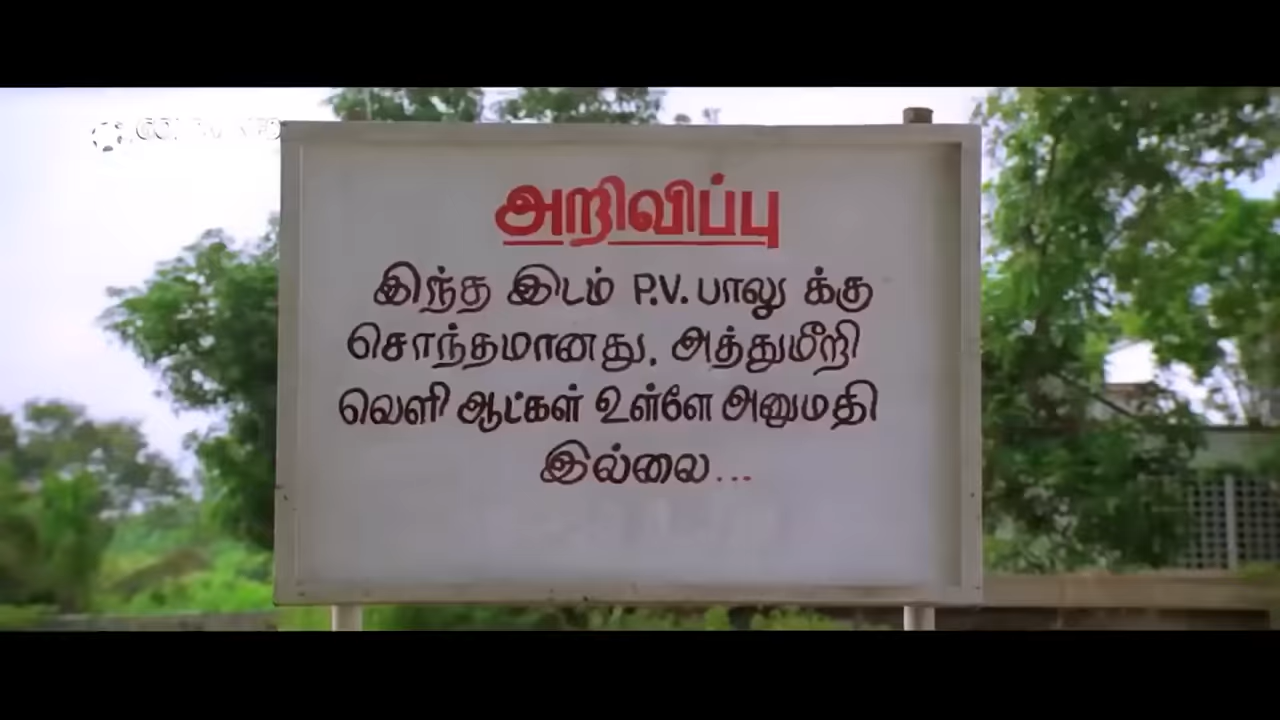 அறிவிப்பு
இந்த இடம் P.V. பாலு க்கு
சொந்தமானது. அத்துமீறி
வெளி ஆட்கள் உள்ளே அனுமதி
இல்லை...